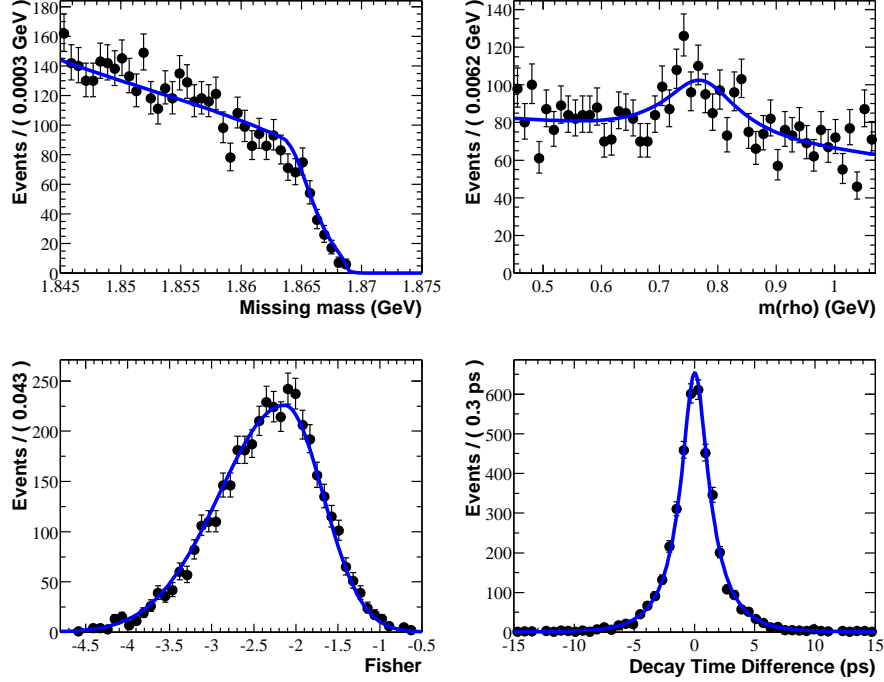 Events / ( 0.0003 GeV )
180
160
140
120
100
80
60
40
20
0
1.845 1.85 1.855 1.86 1.865 1.87 1.875
Missing mass (GeV)
Events / ( 0.0062 GeV )
140
120
100
80
60
40
20
0
0.5 0.6 0.7 0.8 0.9 1
m(rho) (GeV)
Events / ( 0.043 )
250
200
150
100
50
0
-4.5 -4 -3.5 -3 -2.5 -2 -1.5 -1 -0.5
Fisher
Events / ( 0.3 ps )
600
500
400
300
200
100
0
-15 -10 -5 0 5 10 15
Decay Time Difference (ps)